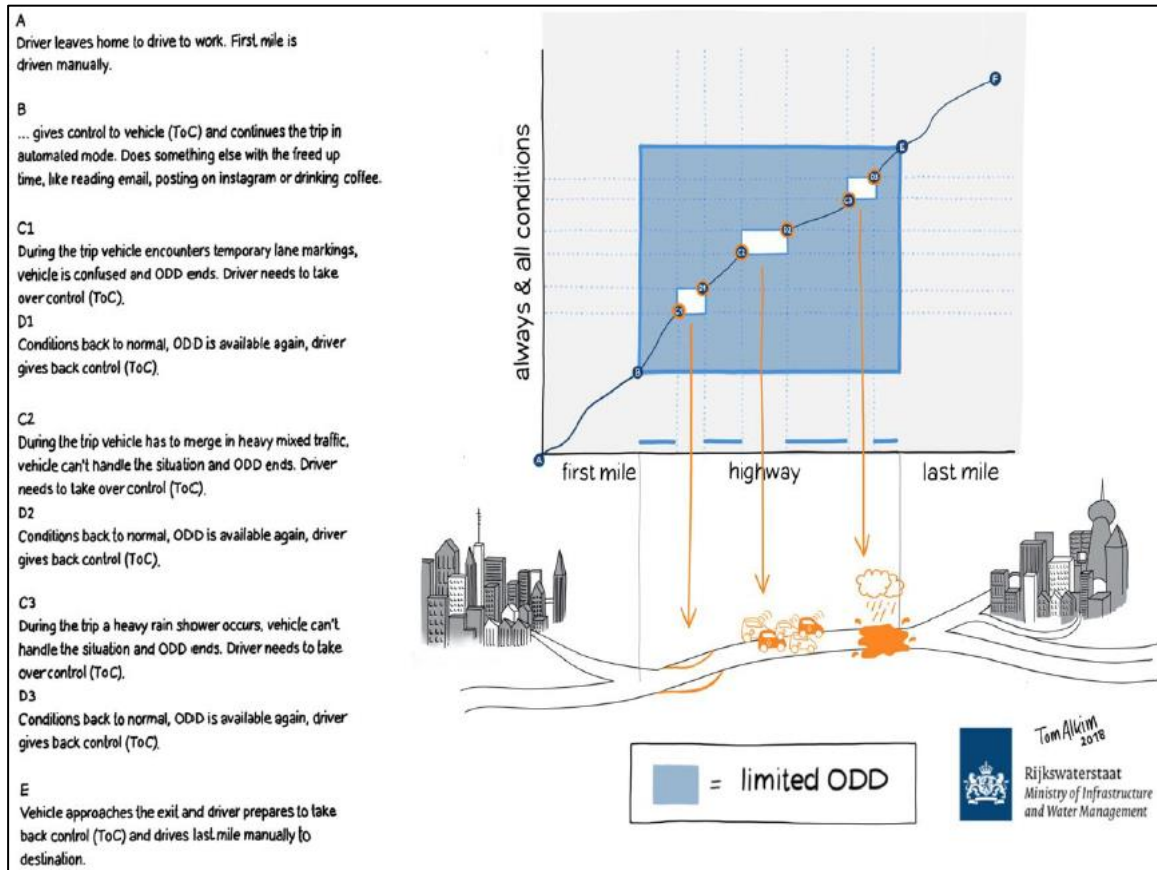 A
Driver leaves home to drive to work. First mile is
driven manually.
B
... gives control to vehicle (ToC) and continues the trip in
automated mode. Does something else with the freed up
time, like reading email, posting on instagram or drinking coffee.
C1
During the trip vehicle encounters temporary lane markings,
vehicle is confused and ODD ends. Driver needs to take
over control (ToC).
D1
Conditions back to normal, ODD is available again, driver
gives back control (ToC).
C2
During the trip vehicle has to merge in heavy mixed traffic,
vehicle can't handle the situation and ODD ends. Driver
needs to take over control (ToC).
D2
Conditions back to normal, ODD is available again, driver
gives back control (ToC).
C3
During the trip a heavy rain shower occurs, vehicle can't
handle the situation and ODD ends. Driver needs to take
over control (ToC).
D3
Conditions back to normal, ODD is available again, driver
gives back control (ToC).
E
Vehicle approaches the exit and driver prepares to take
back control (ToC) and drives last mile manually to
destination.
always & all conditions
F
E
D3
C3
D2
B
A
first mile
highway
last mile
= limited ODD
Tom Alkim
2018
Rijkswaterstaat
Ministry of Infrastructure
and Water Management